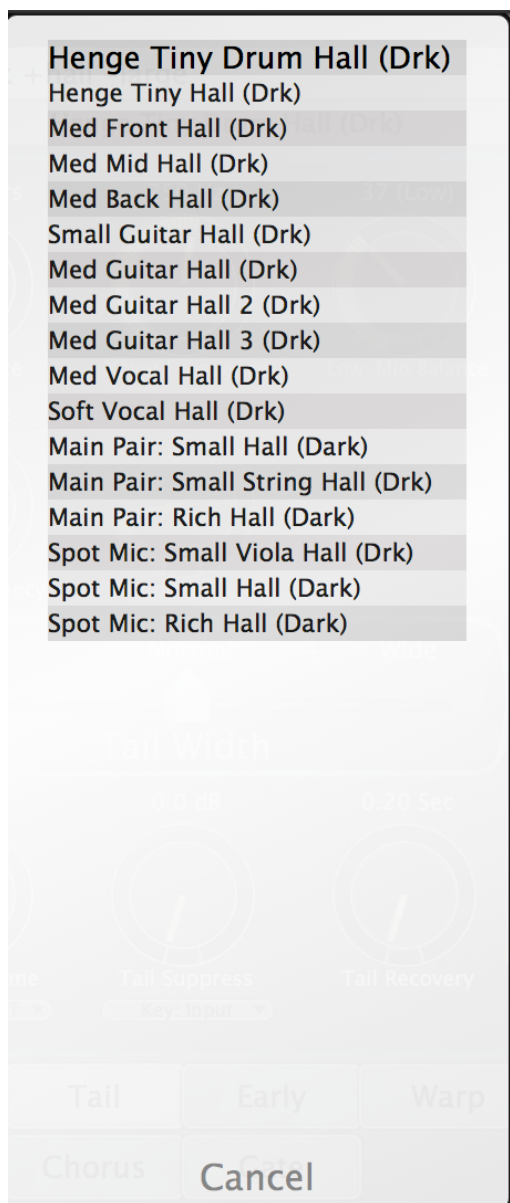 Henge Tiny Drum Hall (Drk)
Henge Tiny Hall (Drk)
Med Front Hall (Drk)
Med Mid Hall (Drk)
Med Back Hall (Drk)
Small Guitar Hall (Drk)
Med Guitar Hall (Drk)
Med Guitar Hall 2 (Drk)
Med Guitar Hall 3 (Drk)
Med Vocal Hall (Drk)
Soft Vocal Hall (Drk)
Main Pair: Small Hall (Dark)
Main Pair: Small String Hall (Drk)
Main Pair: Rich Hall (Dark)
Spot Mic: Small Viola Hall (Drk)
Spot Mic: Small Hall (Dark)
Spot Mic: Rich Hall (Dark)
Wide
Tail Width
0.0 dB 0.20 Sec
Tail Suppress Tail Recovery
Key: Input
Tail Early Warp
Chorus Gate
Cancel